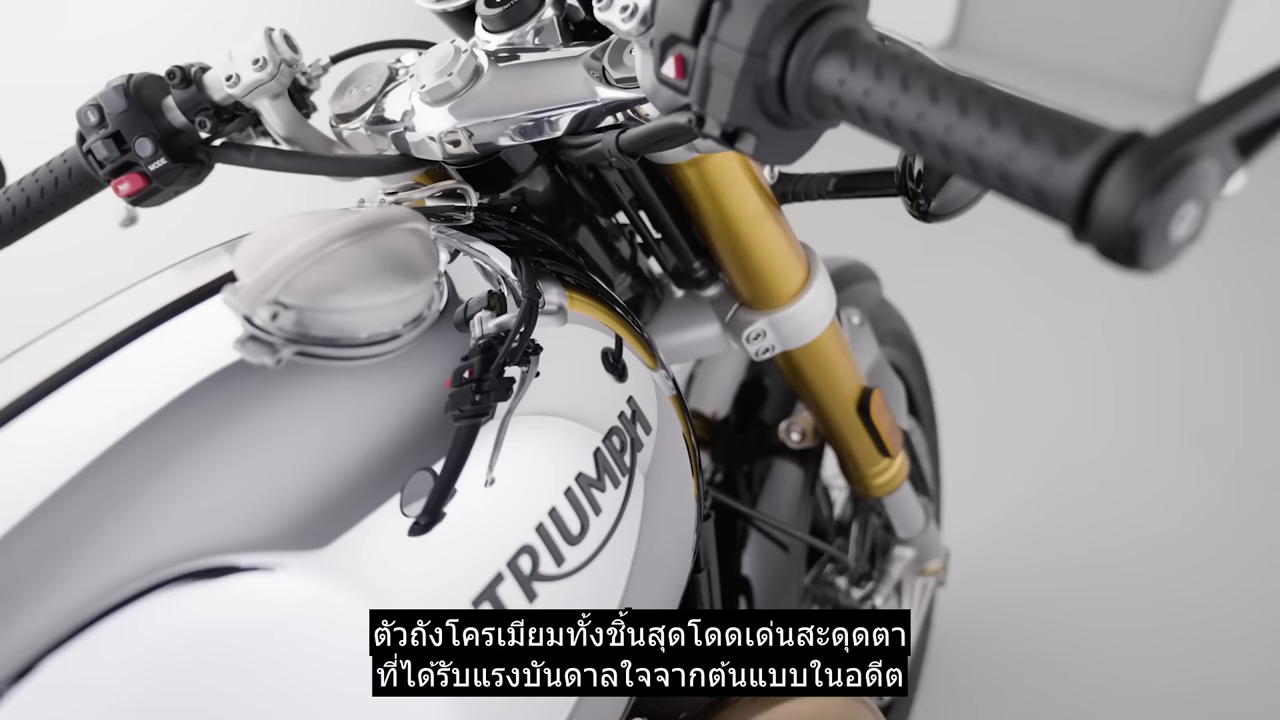 MODE
TRIUMPH
ตัวถังโครเมียมทั้งชิ้นสุดโดดเด่นสะดุดตา
ที่ได้รับแรงบันดาลใจจากต้นแบบในอดีต